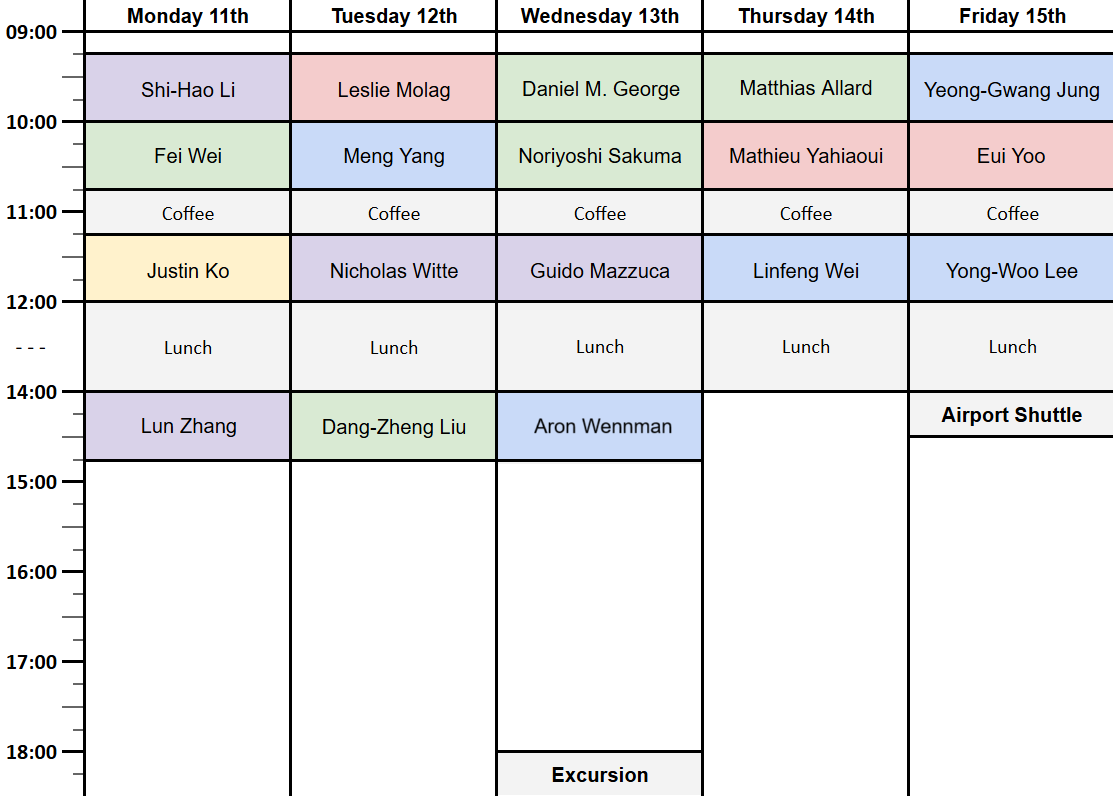 Monday 11th Tuesday 12th Wednesday 13th Thursday 14th Friday 15th
09:00
Shi-Hao Li Leslie Molag Daniel M. George Matthias Allard Yeong-Gwang Jung
10:00
Fei Wei Meng Yang Noriyoshi Sakuma Mathieu Yahiaoui Eui Yoo
11:00 Coffee Coffee Coffee Coffee Coffee
Justin Ko Nicholas Witte Guido Mazzuca Linfeng Wei Yong-Woo Lee
12:00
- - - Lunch Lunch Lunch Lunch Lunch
14:00
Airport Shuttle
Lun Zhang Dang-Zheng Liu Aron Wennman
15:00
16:00
17:00
18:00
Excursion